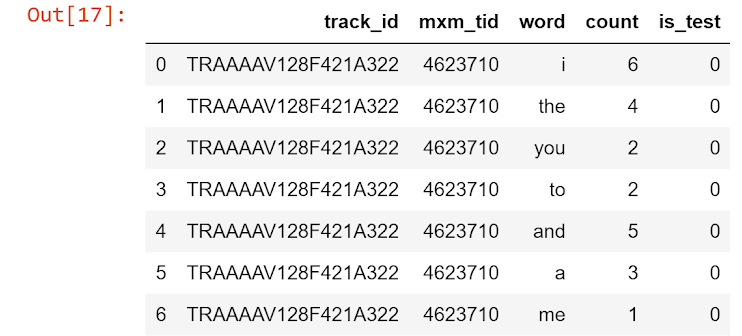 Out[17]:
track_id mxm_tid word count is_test
0 TRAAAAV128F421A322 4623710 i 6 0
1 TRAAAAV128F421A322 4623710 the 4 0
2 TRAAAAV128F421A322 4623710 you 2 0
3 TRAAAAV128F421A322 4623710 to 2 0
4 TRAAAAV128F421A322 4623710 and 5 0
5 TRAAAAV128F421A322 4623710 a 3 0
6 TRAAAAV128F421A322 4623710 me 1 0